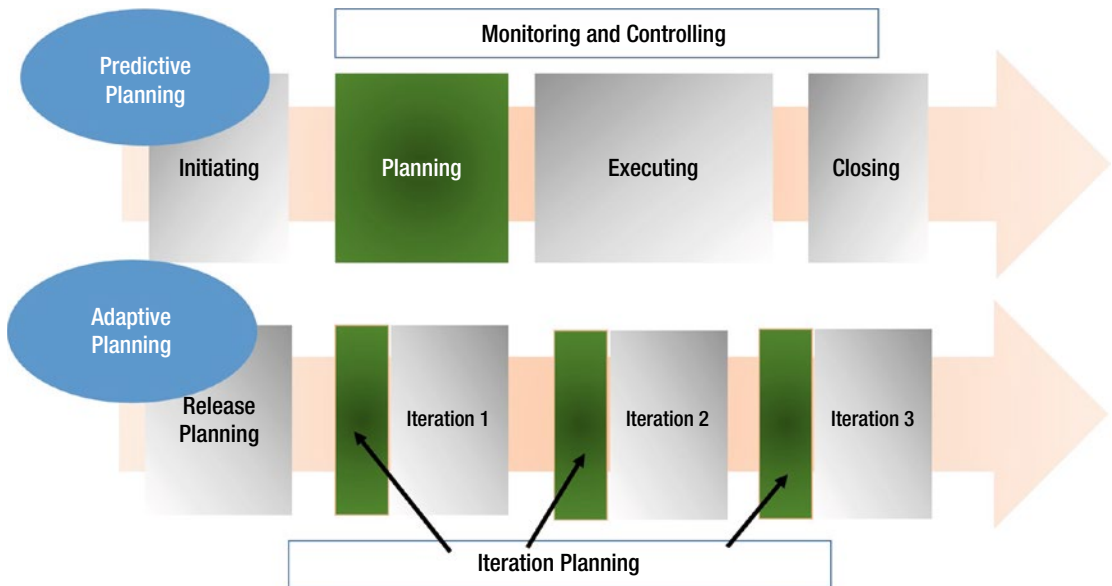 Monitoring and Controlling
Predictive
Planning
Initiating
Planning
Executing
Closing
Adaptive
Planning
Release
Planning
Iteration 1
Iteration 2
Iteration 3
Iteration Planning